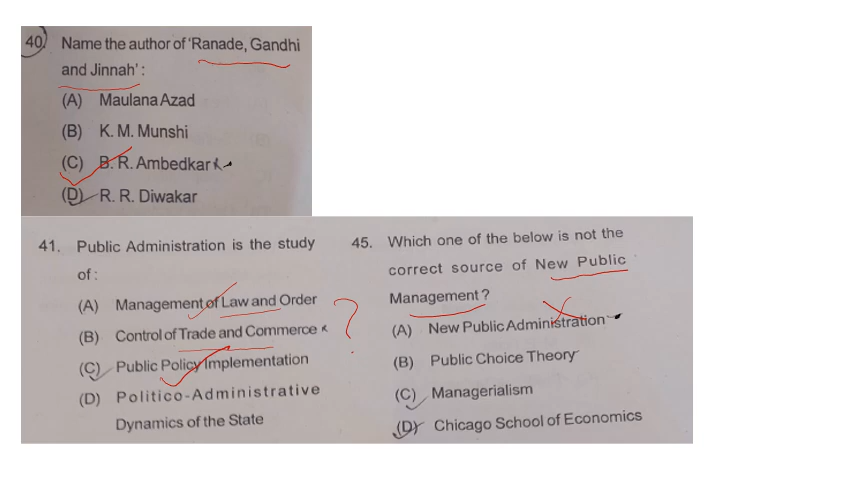 40. Name the author of 'Ranade, Gandhi
and Jinnah' :
(A) Maulana Azad
(B) K. M. Munshi
(C) B. R. Ambedkar
(D) R. R. Diwakar
41. Public Administration is the study
of :
(A) Management of Law and Order
(B) Control of Trade and Commerce
(C) Public Policy Implementation
(D) Politico-Administrative
Dynamics of the State
45. Which one of the below is not the
correct source of New Public
Management ?
(A) New Public Administration
(B) Public Choice Theory
(C) Managerialism
(D) Chicago School of Economics
?